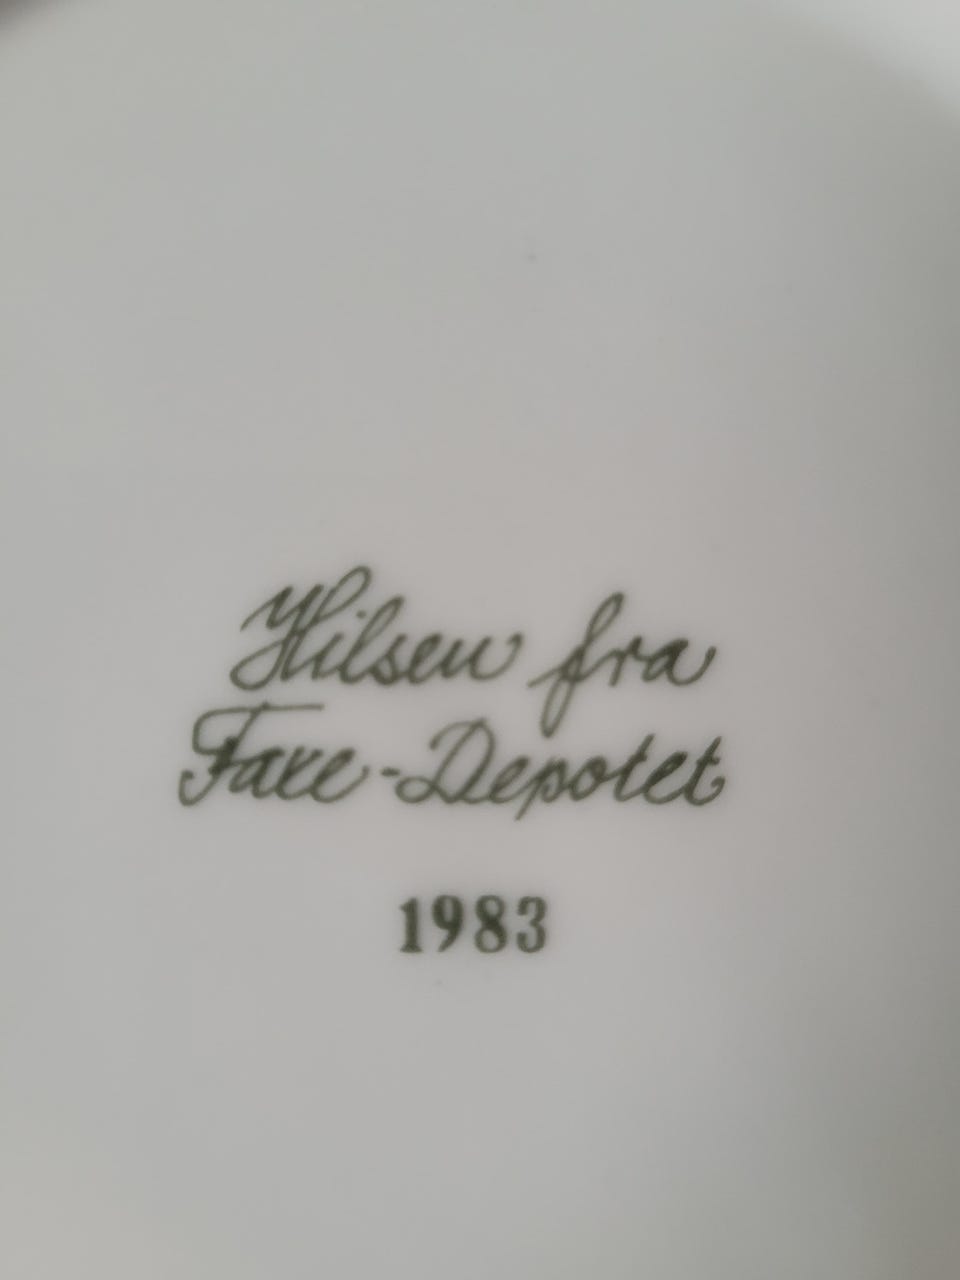 Hilsen fra
Faxe-Depotet
1983